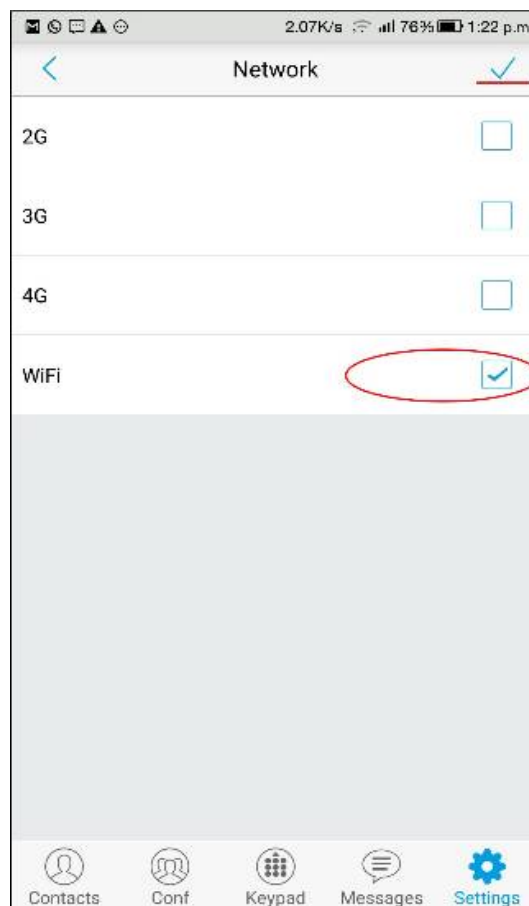 2.07K/s 76% 1:22 p.m
Network
2G
3G
4G
WiFi
Contacts Conf Keypad Messages Settings